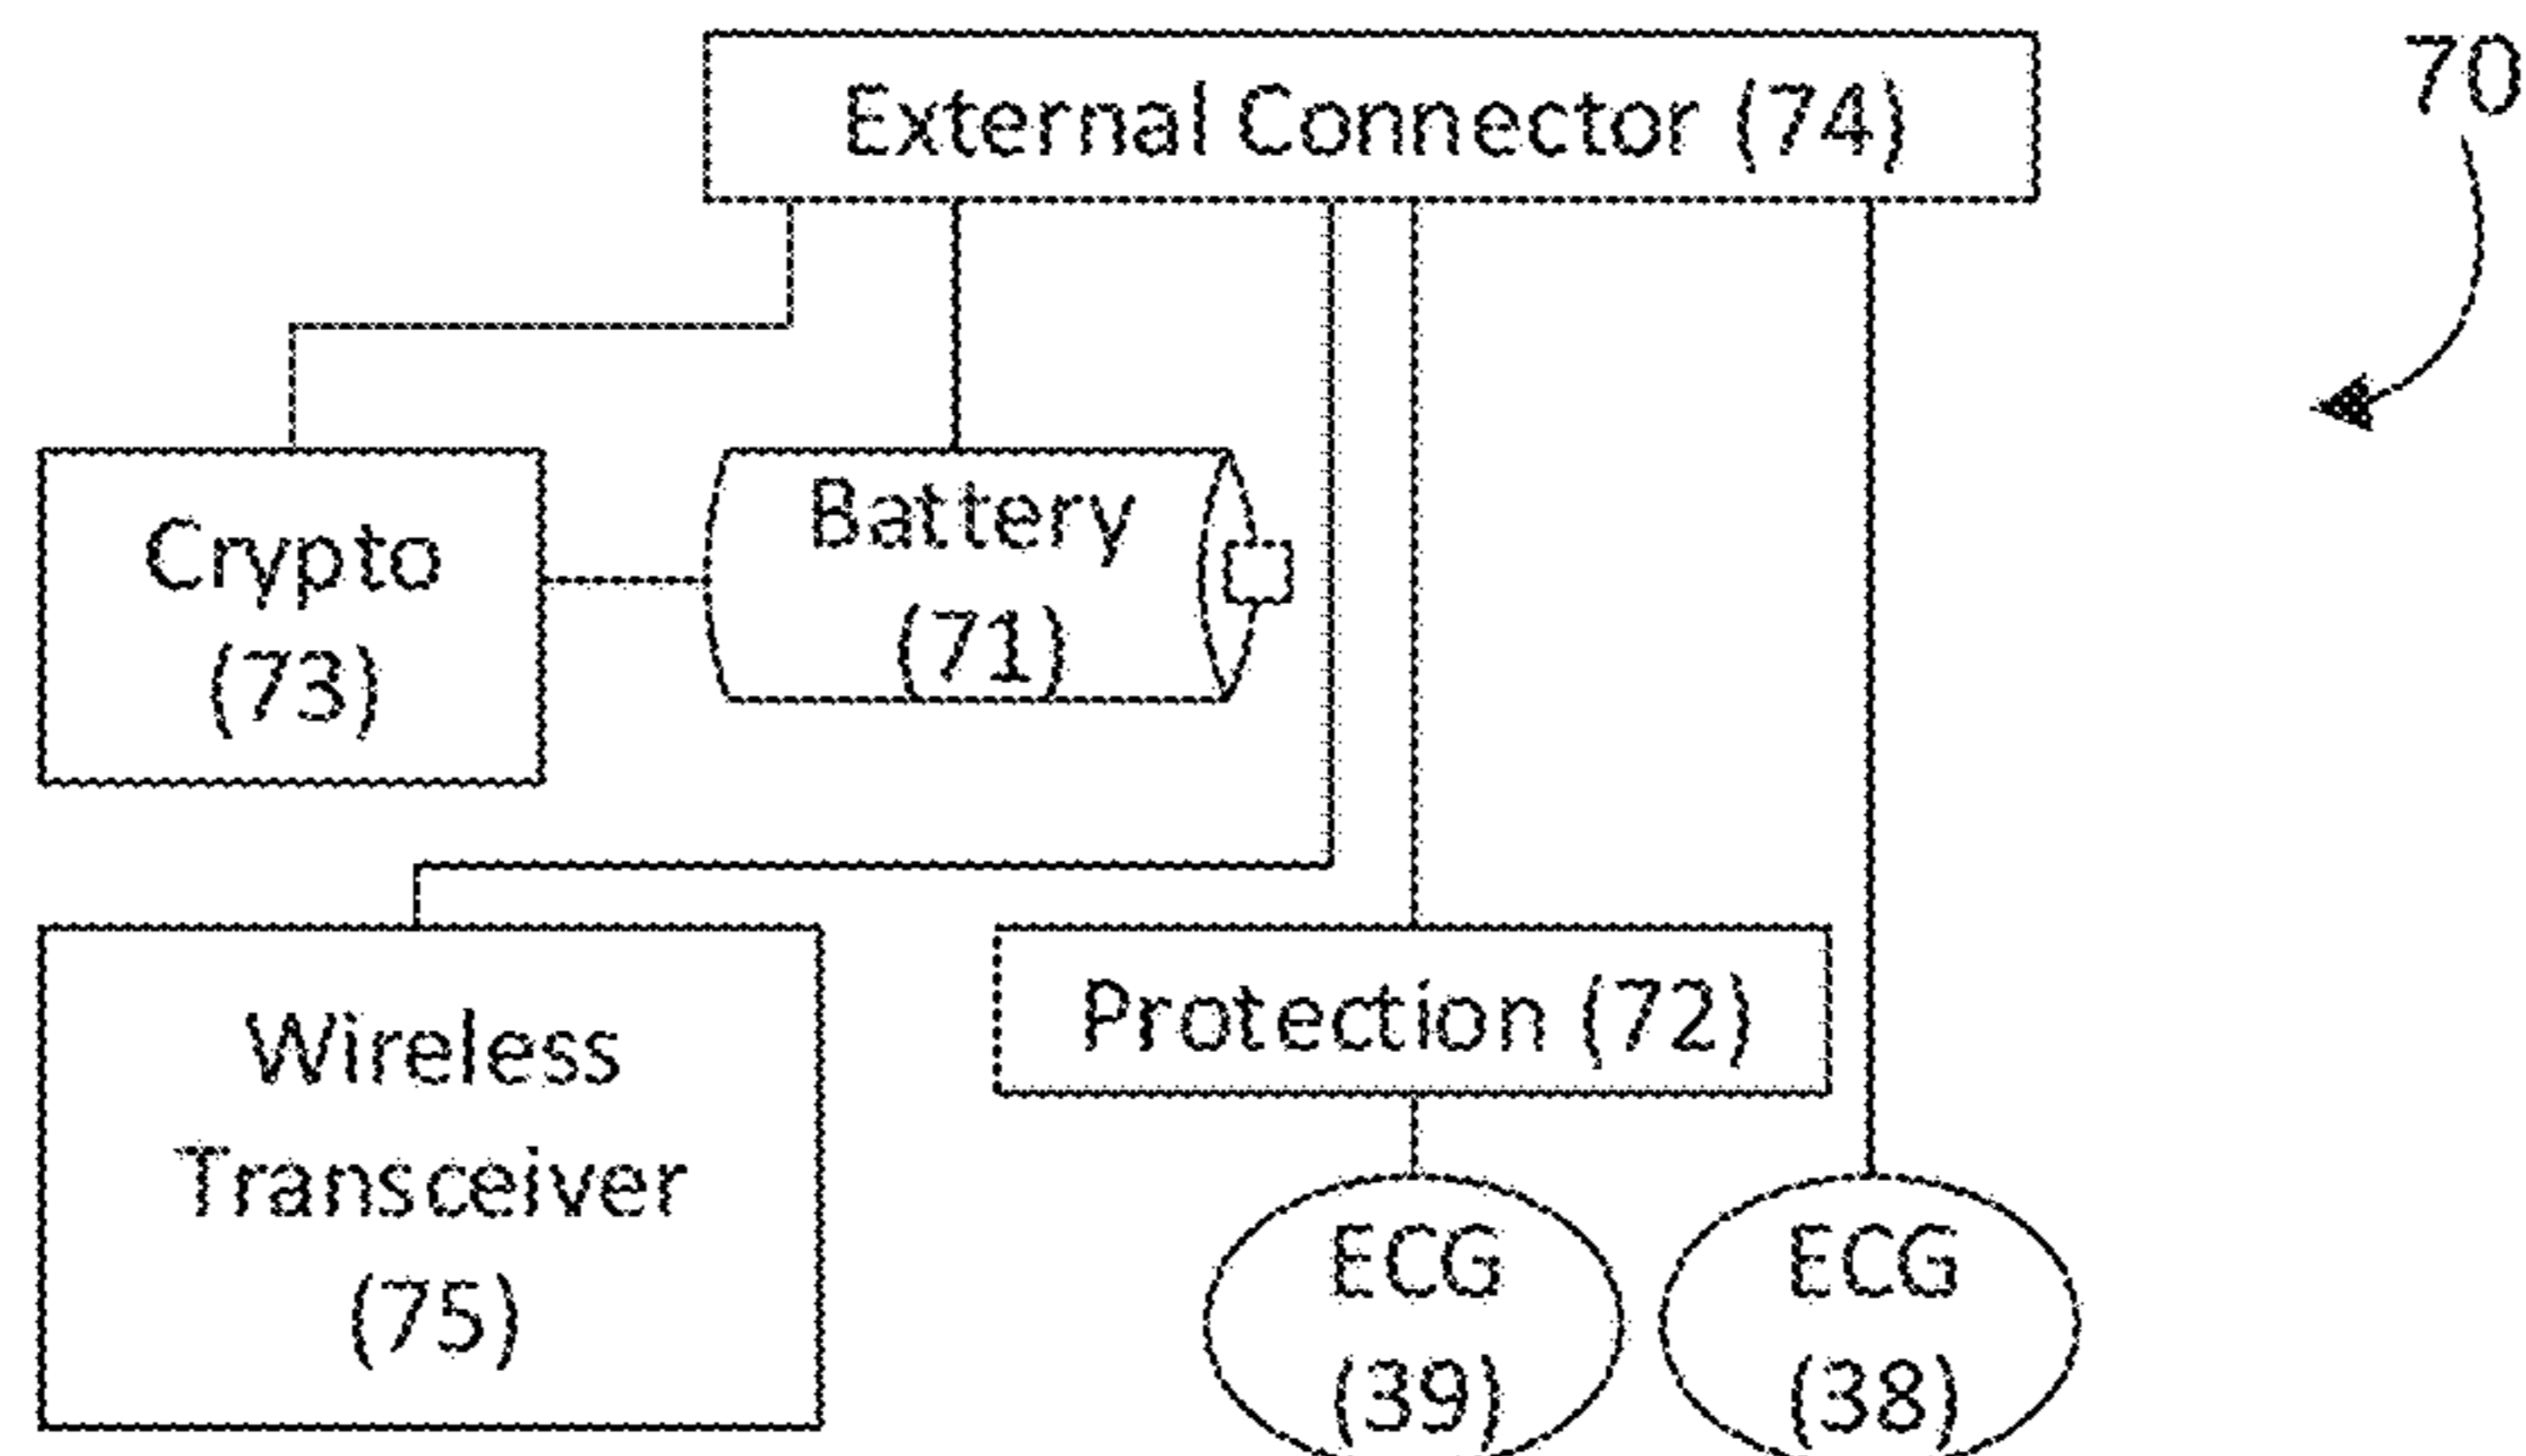 External Connector (74)
70
Crypto
(73)
Battery
(71)
Wireless
Transceiver
(75)
Protection (72)
ECG
(39)
ECG
(38)